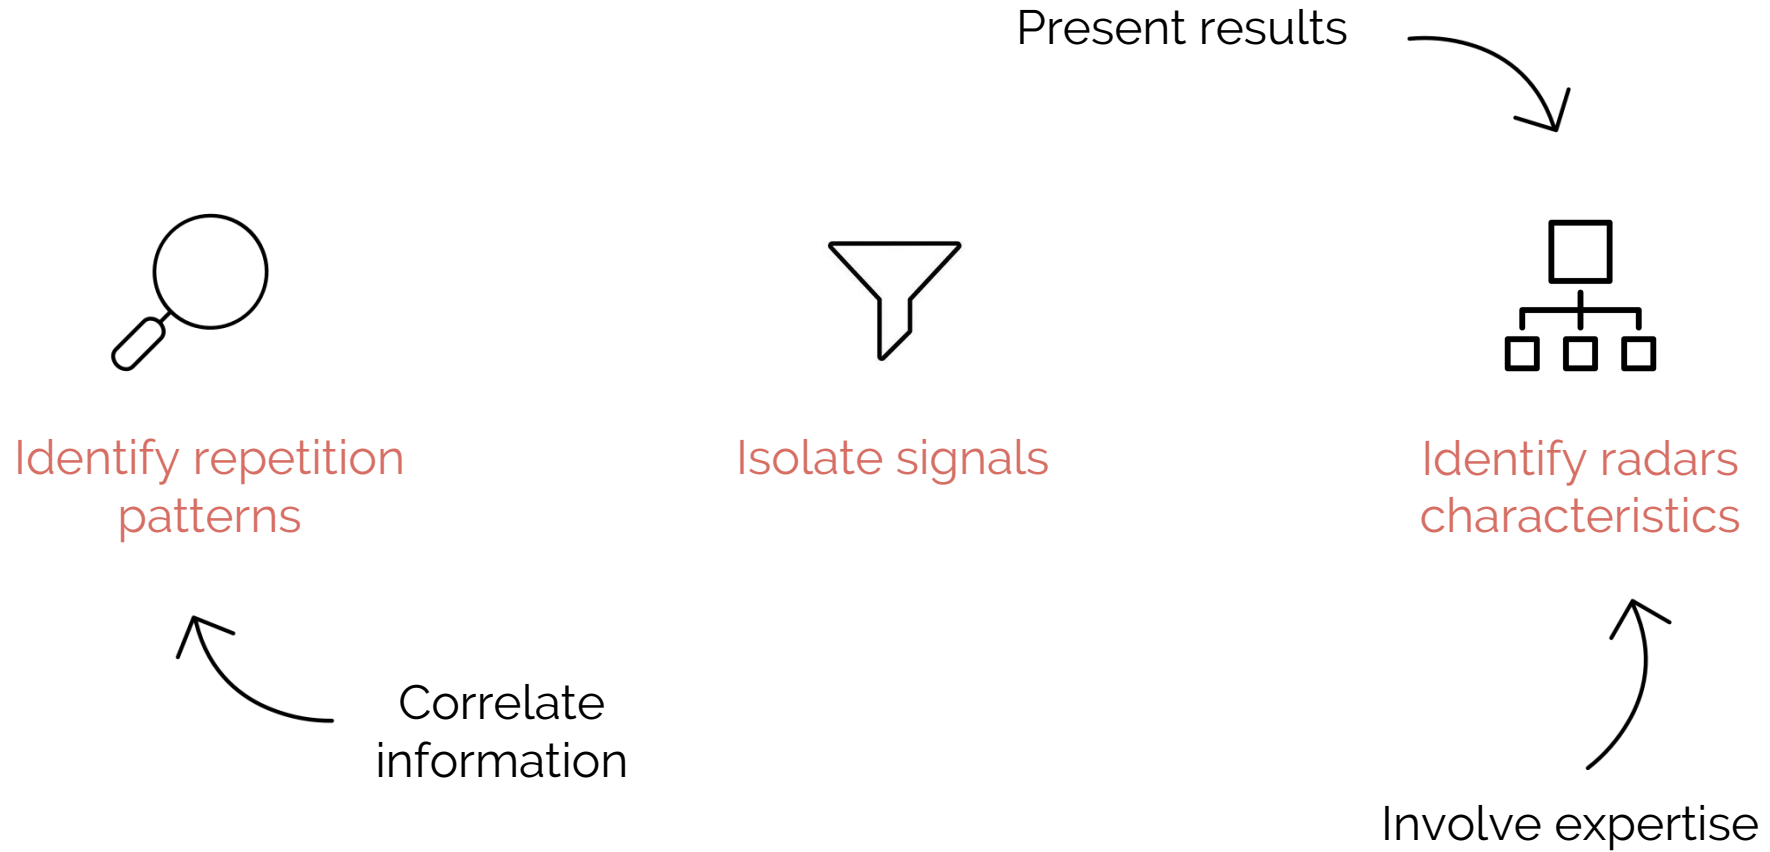 Present results
Identify repetition
patterns
Isolate signals
Identify radars
characteristics
Correlate
information
Involve expertise